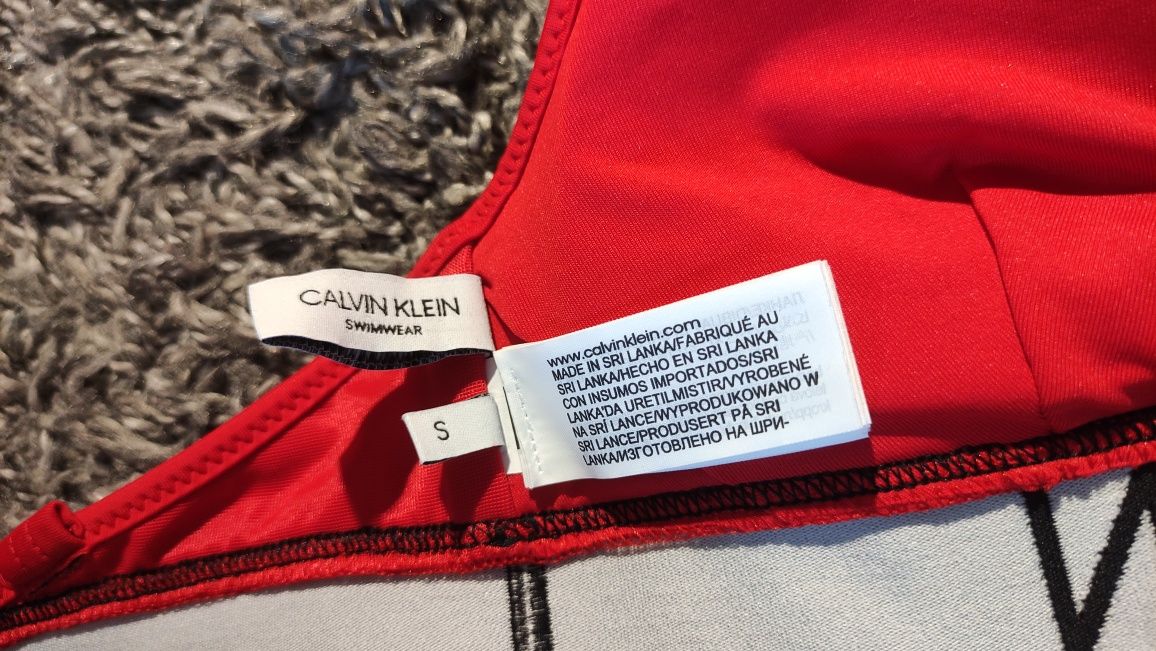 CALVIN KLEIN
SWIMWEAR
S
www.calvinklein.com
MADE IN SRI LANKA/FABRIQUÉ AU
SRI LANKA/HECHO EN SRI LANKA
CON INSUMOS IMPORTADOS/SRI
LANKA'DA URETILMISTIR/VYROBENÉ
NA SRÍ LANCE/WYPRODUKOWANO W
SRI LANCE/PRODUSERT PÅ SRI
LANKA/ИЗГОТОВЛЕНО НА ШРИ-